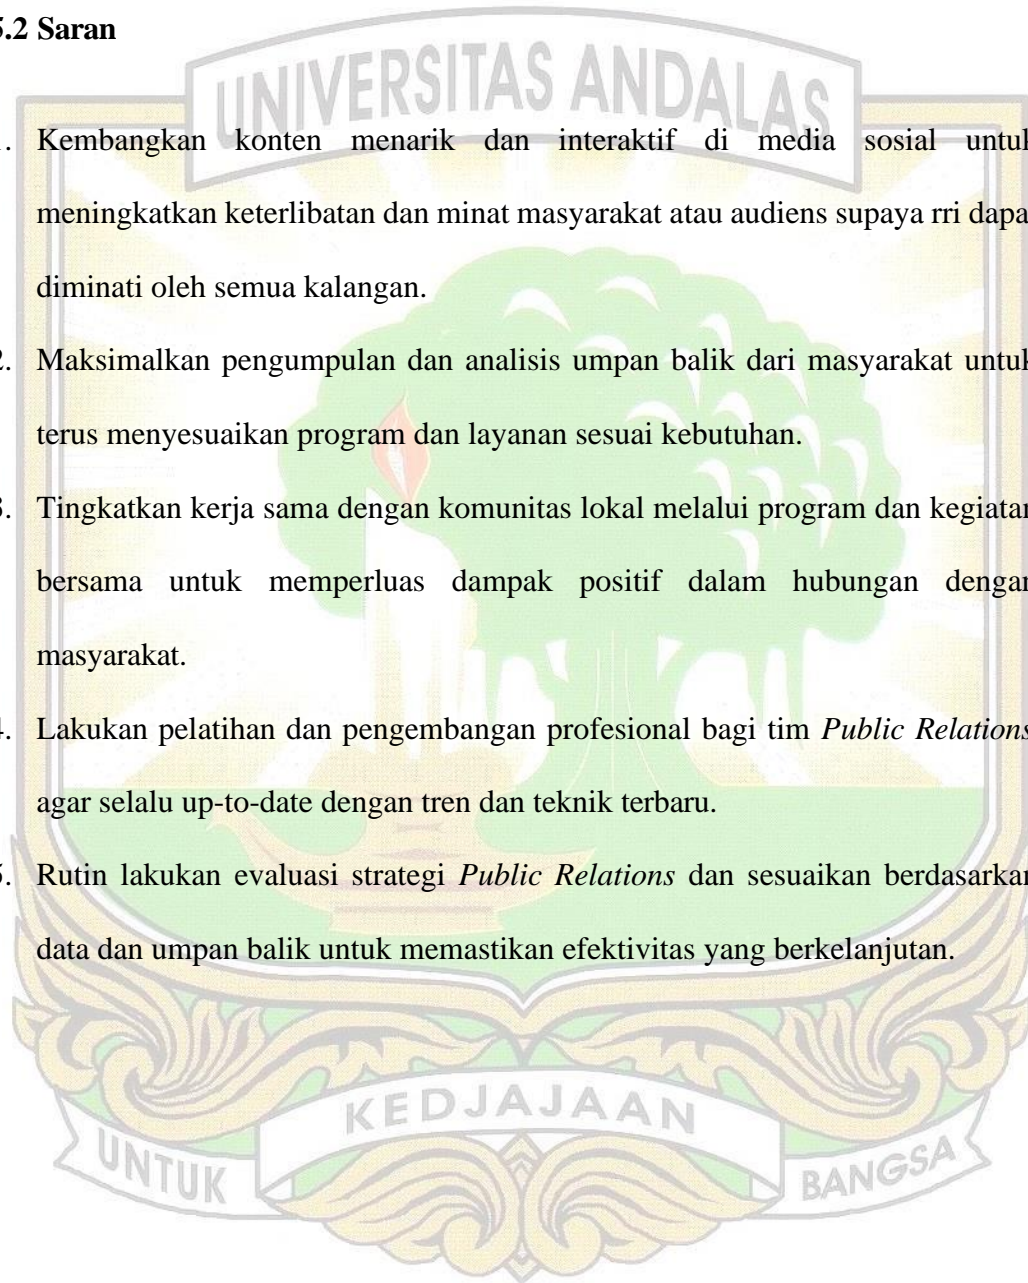 5.2 Saran
UNIVERSITAS ANDALAS
1. Kembangkan konten menarik dan interaktif di media sosial untuk
meningkatkan keterlibatan dan minat masyarakat atau audiens supaya rri dapa
diminati oleh semua kalangan.
2. Maksimalkan pengumpulan dan analisis umpan balik dari masyarakat untuk
terus menyesuaikan program dan layanan sesuai kebutuhan.
3. Tingkatkan kerja sama dengan komunitas lokal melalui program dan kegiatan
bersama untuk memperluas dampak positif dalam hubungan dengan
masyarakat.
4. Lakukan pelatihan dan pengembangan profesional bagi tim Public Relations
agar selalu up-to-date dengan tren dan teknik terbaru.
5. Rutin lakukan evaluasi strategi Public Relations dan sesuaikan berdasarkan
data dan umpan balik untuk memastikan efektivitas yang berkelanjutan.
UNTUK KEDJAJAAN BANGSA